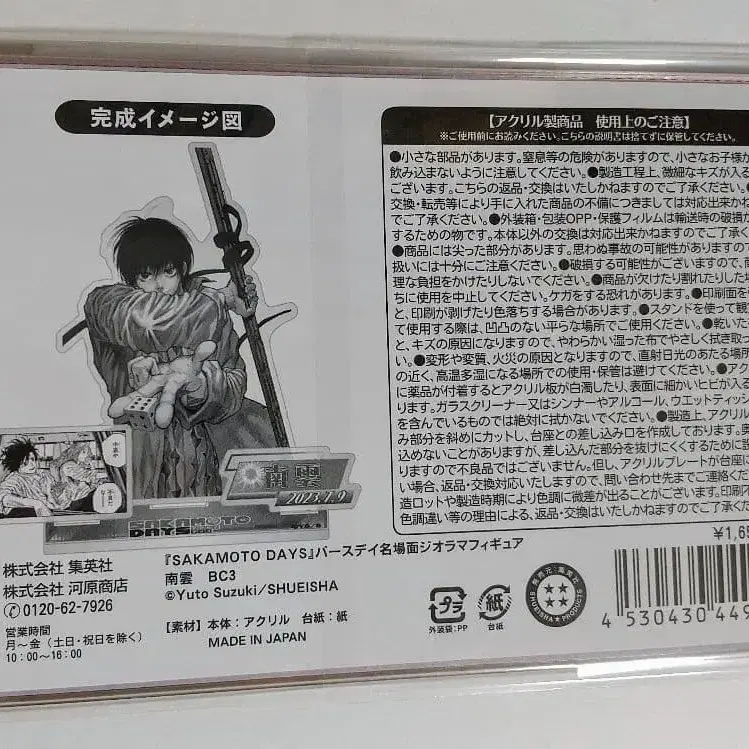 完成イメージ図
【アクリル製商品 使用上のご注意】
※ご使用前にお読みください。こちらの説明書は捨てずに保管してください。
●小さな部品があります。窒息等の危険がありますので、小さなお子様が
飲み込まないように注意してください。●製造工程上、微細なキズが入る
ございます。こちらの返品・交換はいたしかねますのでご了承ください。
交換・転売等により手に入れた商品の不備につきましては対応出来かね
でご了承ください。●外装箱・包装OPP・保護フィルムは輸送時の破損か
するための物です。本体以外の交換は対応出来かねますのでご了承くだ
●商品には尖った部分があります。思わぬ事故の可能性がありますので
扱いには十分にご注意ください。●破損する可能性がございますので、商
理な負担をかけたりしないでください。●商品が欠けたり割れたりした場
ちに使用を中止してください。ケガをする恐れがあります。●印刷面を
と、印刷が剥げたり色落ちする場合があります。●スタンドを使って観
て使用する際は、凹凸のない平らな場所でご使用ください。●乾いた
と、キズの原因になりますので、やわらかい湿った布でやさしく拭き取っ
い。●変形や変質、火災の原因となりますので、直射日光のあたる場所
の近く、高温多湿になる場所での使用・保管は避けてください。●アク
に薬品が付着するとアクリル板が白濁したり、表面に細かいヒビが入る
ります。ガラスクリーナー又はシンナーやアルコール、ウエットティッシ
を含んでいるものでは絶対に拭かないでください。●製造上、アクリル
み部分を斜めにカットし、台座との差し込み口を作成しております。奥
込めないことがありますが、差し込んだ部分を抜けにくくするために設
ますので不良品ではございません。但し、アクリルプレートが台座に
い場合、返品・交換対応いたしますので、問い合わせ先までご連絡くだ
造ロットや製造時期により色調に微差が出ることがございます。印刷
色調違い等の理由による、返品・交換はいたしかねますのでご了承くだ
南雲
2023.7.9
SAKAMOTO
DAYS
¥1,65
『SAKAMOTO DAYS』バースデイ名場面ジオラマフィギュア
南雲 BC3
©Yuto Suzuki/SHUEISHA
【素材】本体：アクリル 台紙：紙
MADE IN JAPAN
株式会社 集英社
株式会社 河原商店
0120-62-7926
営業時間
月～金（土日・祝日を除く）
10:00～16:00
プラ
外装袋:PP
紙
台紙
発売元・集英社
SHUEISHA PRODUCTS
4 530430 449